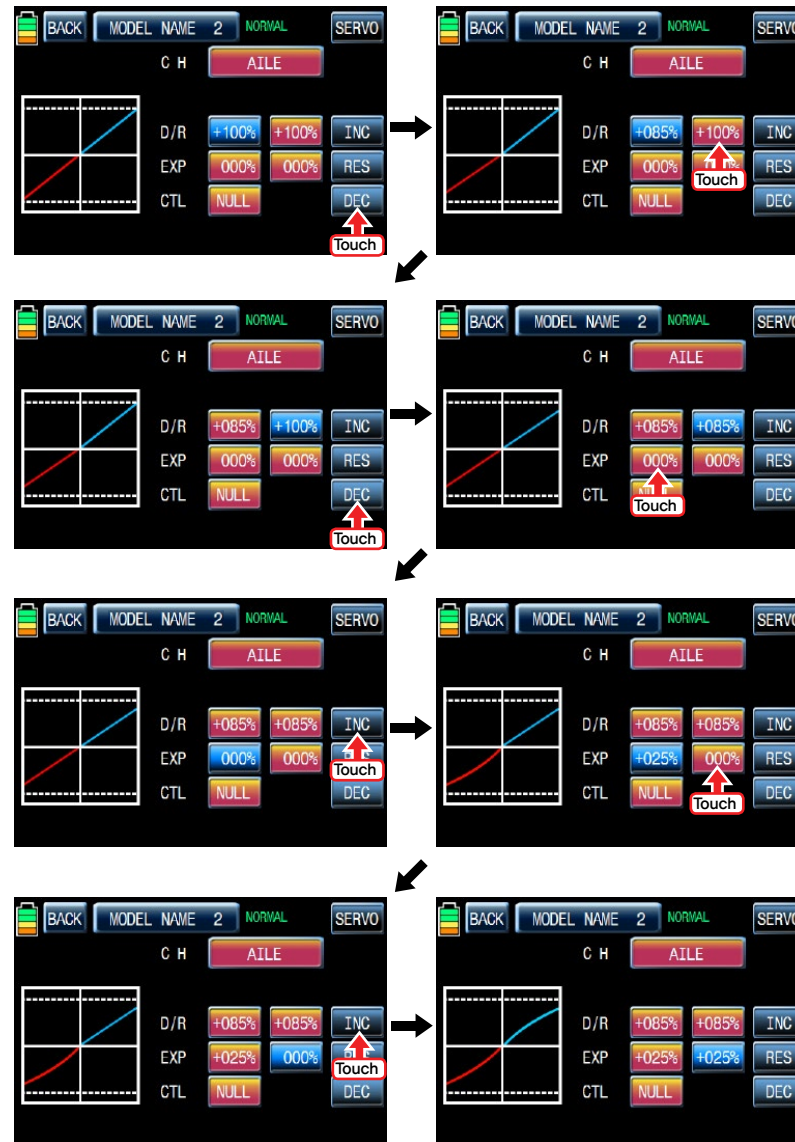 BACK MODEL NAME 2 NORMAL SERVO
C H AILE
D/R +100% +100% INC
EXP 000% 000% RES
CTL NULL DEC
Touch
BACK MODEL NAME 2 NORMAL SERVO
C H AILE
D/R +085% +100% INC
EXP 000% RES
Touch
CTL NULL DEC
BACK MODEL NAME 2 NORMAL SERVO
C H AILE
D/R +085% +100% INC
EXP 000% 000% RES
CTL NULL DEC
Touch
BACK MODEL NAME 2 NORMAL SERVO
C H AILE
D/R +085% +085% INC
EXP 000% 000% RES
CTL DEC
Touch
BACK MODEL NAME 2 NORMAL SERVO
C H AILE
D/R +085% +085% INC
EXP 000% 000%
Touch
CTL NULL DEC
BACK MODEL NAME 2 NORMAL SERVO
C H AILE
D/R +085% +085% INC
EXP +025% 000% RES
CTL NULL DEC
Touch
BACK MODEL NAME 2 NORMAL SERVO
C H AILE
D/R +085% +085% INC
EXP +025% 000%
Touch
CTL NULL DEC
BACK MODEL NAME 2 NORMAL SERVO
C H AILE
D/R +085% +085% INC
EXP +025% +025% RES
CTL NULL DEC